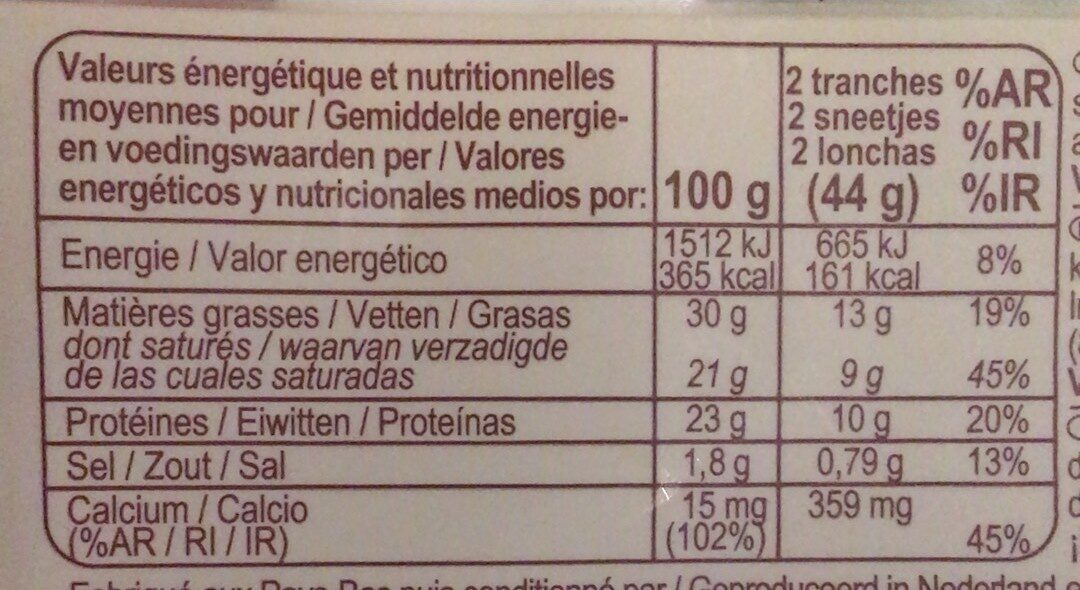 Valeurs énergétique et nutritionnelles
moyennes pour / Gemiddelde energie-
en voedingswaarden per / Valores
energéticos y nutricionales medios por:
100 g
2 tranches
2 sneetjes
2 lonchas
(44 g)
%AR
%RI
%IR
Energie / Valor energético
1512 kJ 665 kJ
365 kcal 161 kcal
8%
Matières grasses / Vetten / Grasas 30 g 13 g 19%
dont saturés / waarvan verzadigde
de las cuales saturadas 21 g 9 g 45%
Protéines / Eiwitten / Proteínas 23 g 10 g 20%
Sel / Zout / Sal 1,8 g 0,79 g 13%
Calcium / Calcio 15 mg 359 mg
(%AR / RI / IR) (102%) 45%